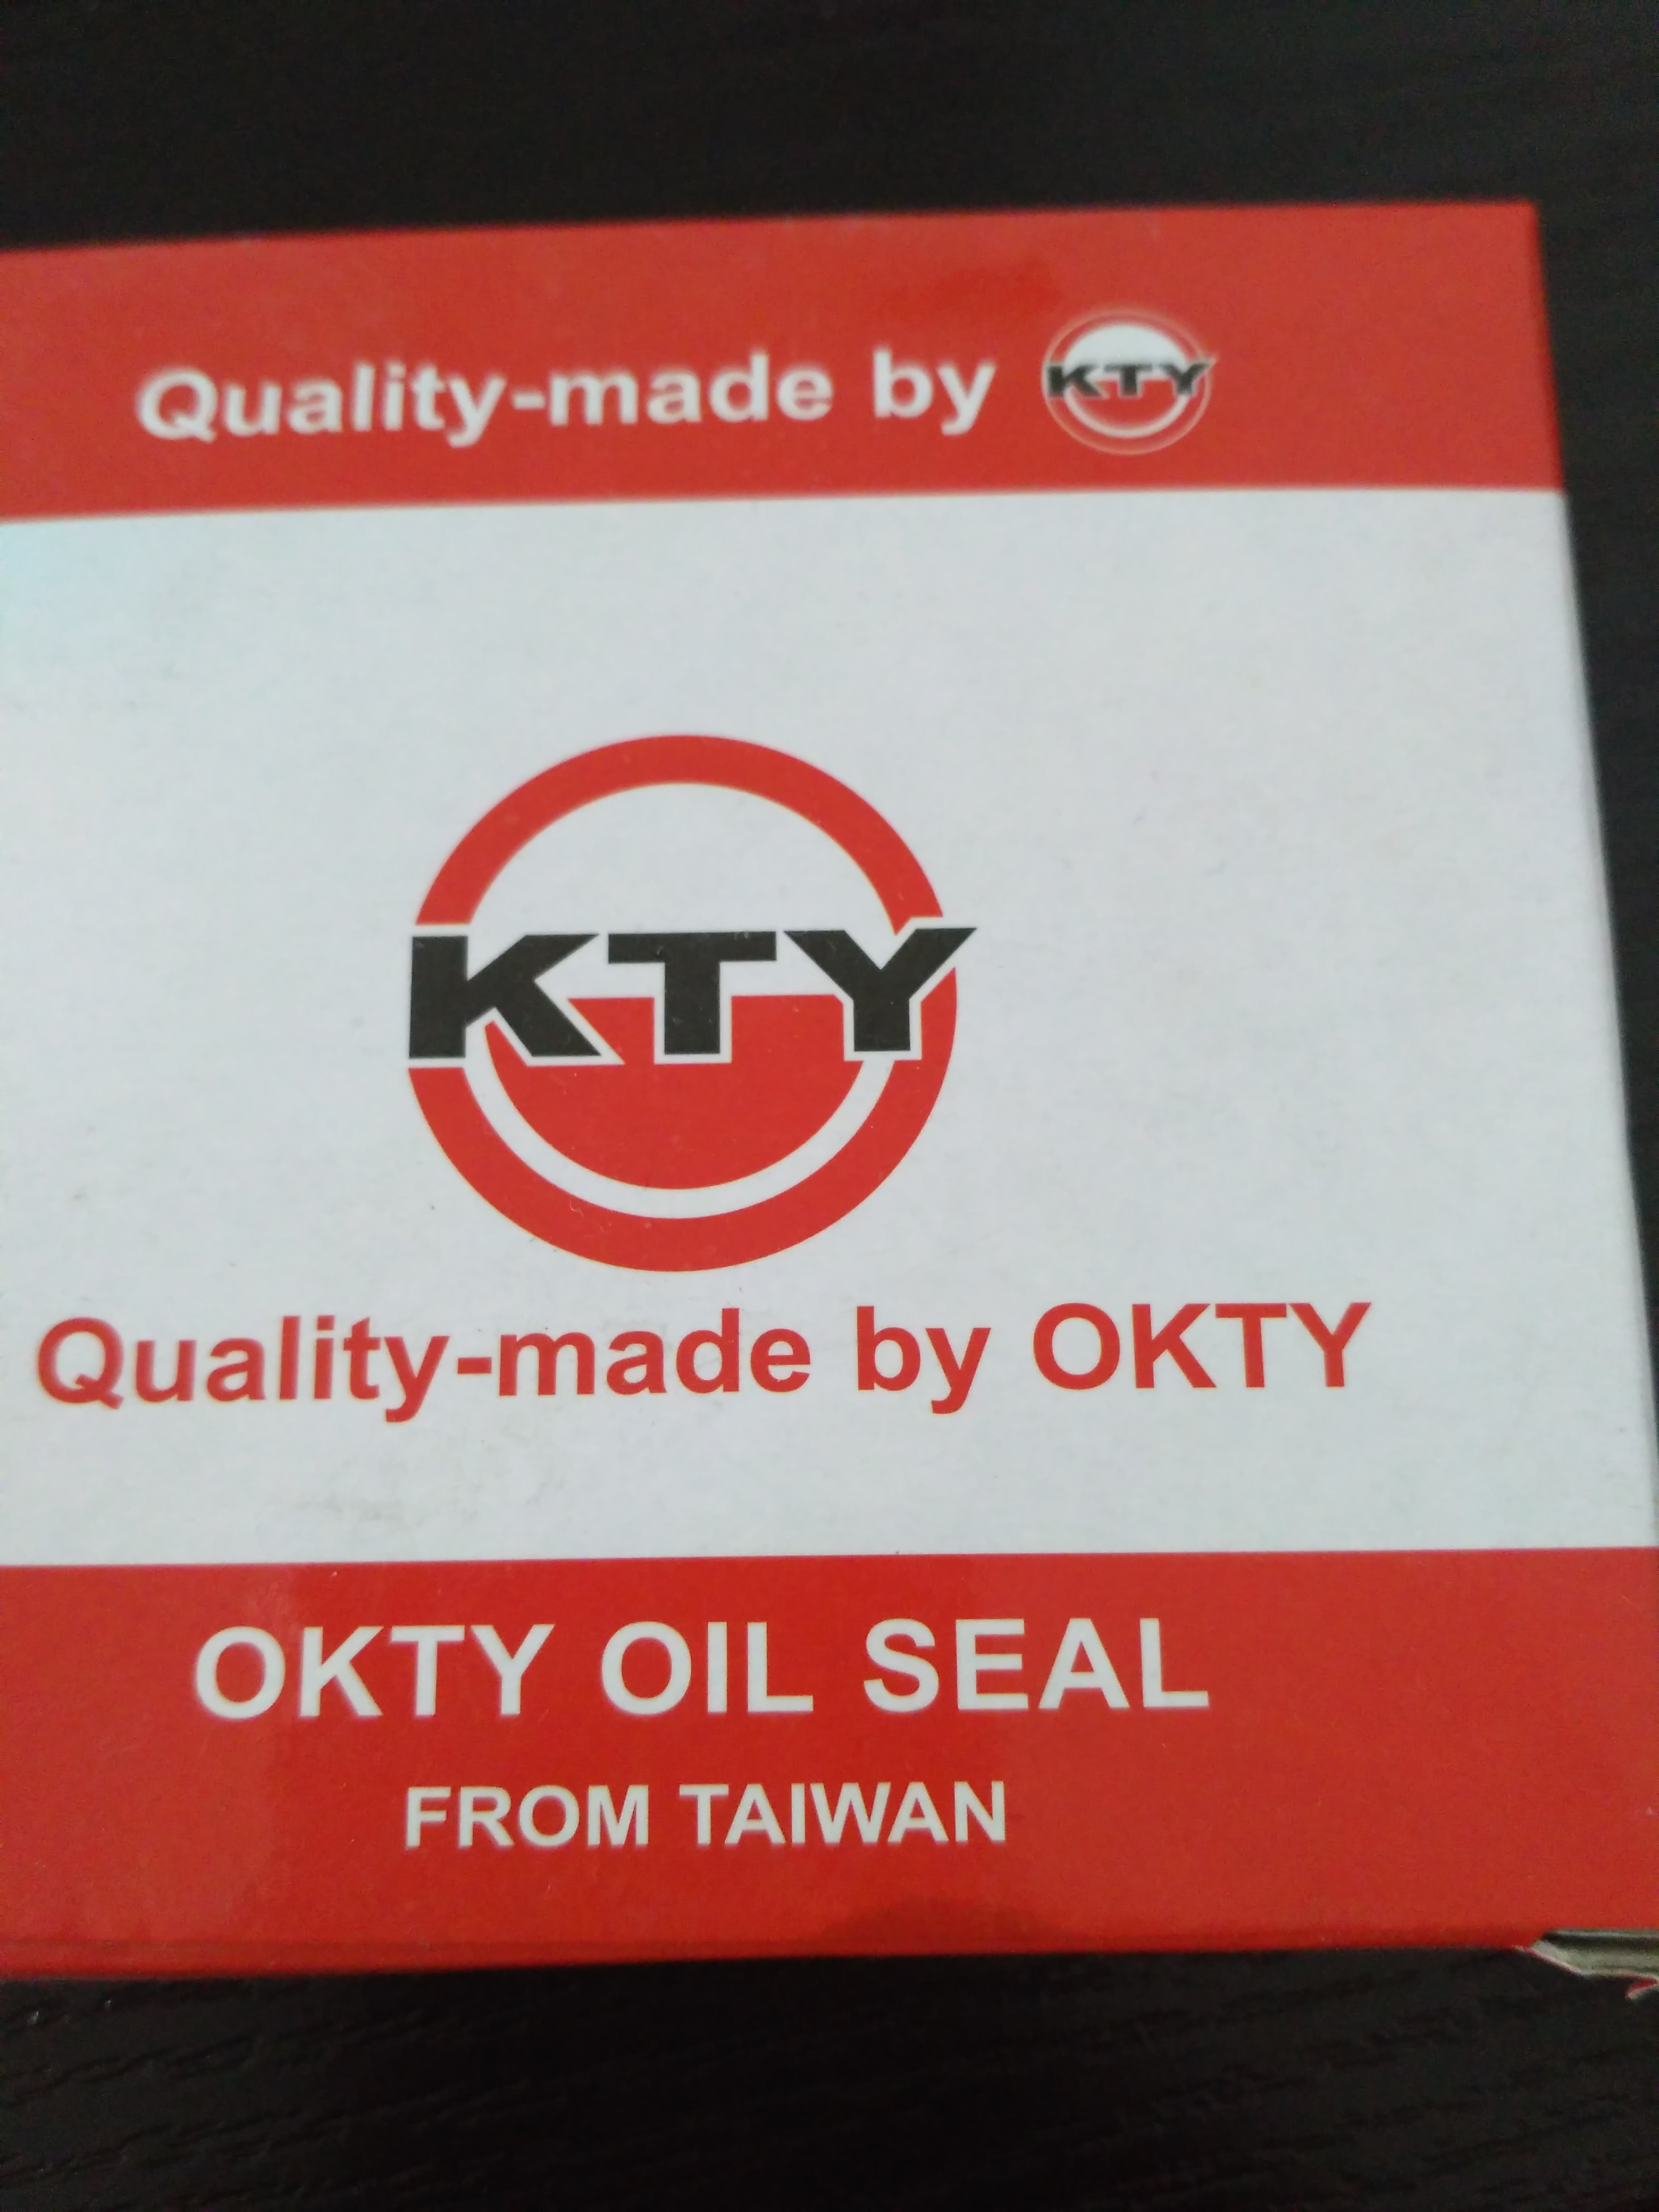 Quality-made by KTY
KTY
Quality-made by OKTY
OKTY OIL SEAL
FROM TAIWAN